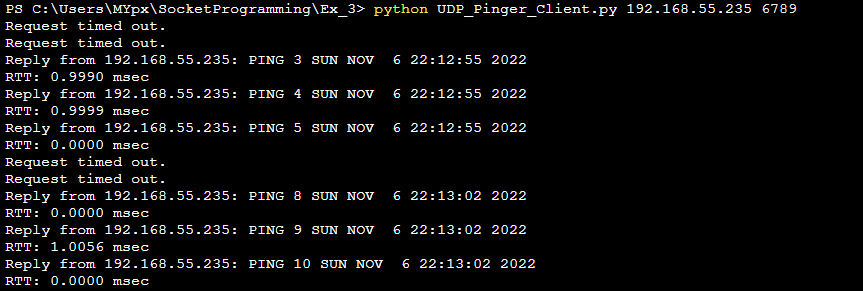 PS C:\Users\MYpx\SocketProgramming\Ex_3> python UDP_Pinger_Client.py 192.168.55.235 6789
Request timed out.
Request timed out.
Reply from 192.168.55.235: PING 3 SUN NOV  6 22:12:55 2022
RTT: 0.9990 msec
Reply from 192.168.55.235: PING 4 SUN NOV  6 22:12:55 2022
RTT: 0.9999 msec
Reply from 192.168.55.235: PING 5 SUN NOV  6 22:12:55 2022
RTT: 0.0000 msec
Request timed out.
Request timed out.
Reply from 192.168.55.235: PING 8 SUN NOV  6 22:13:02 2022
RTT: 0.0000 msec
Reply from 192.168.55.235: PING 9 SUN NOV  6 22:13:02 2022
RTT: 1.0056 msec
Reply from 192.168.55.235: PING 10 SUN NOV  6 22:13:02 2022
RTT: 0.0000 msec